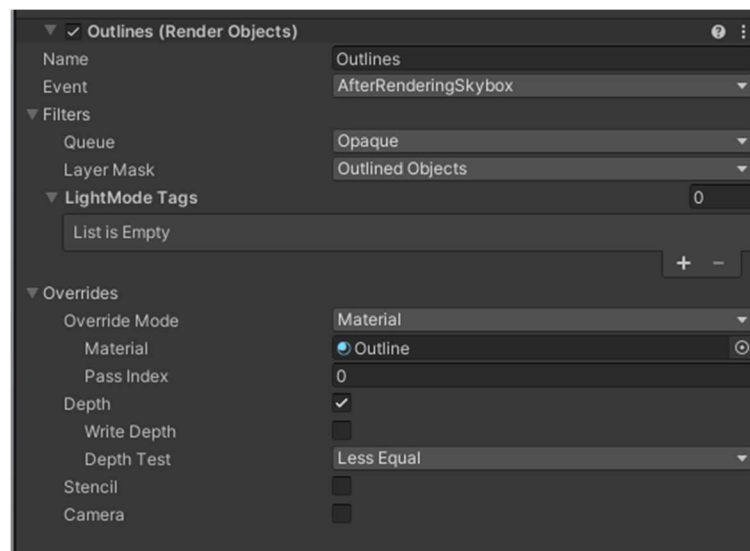 Outlines (Render Objects)
Name Outlines
Event AfterRenderingSkybox
Filters
Queue Opaque
Layer Mask Outlined Objects
LightMode Tags 0
List is Empty
+ −
Overrides
Override Mode Material
Material Outline
Pass Index 0
Depth
Write Depth
Depth Test Less Equal
Stencil
Camera